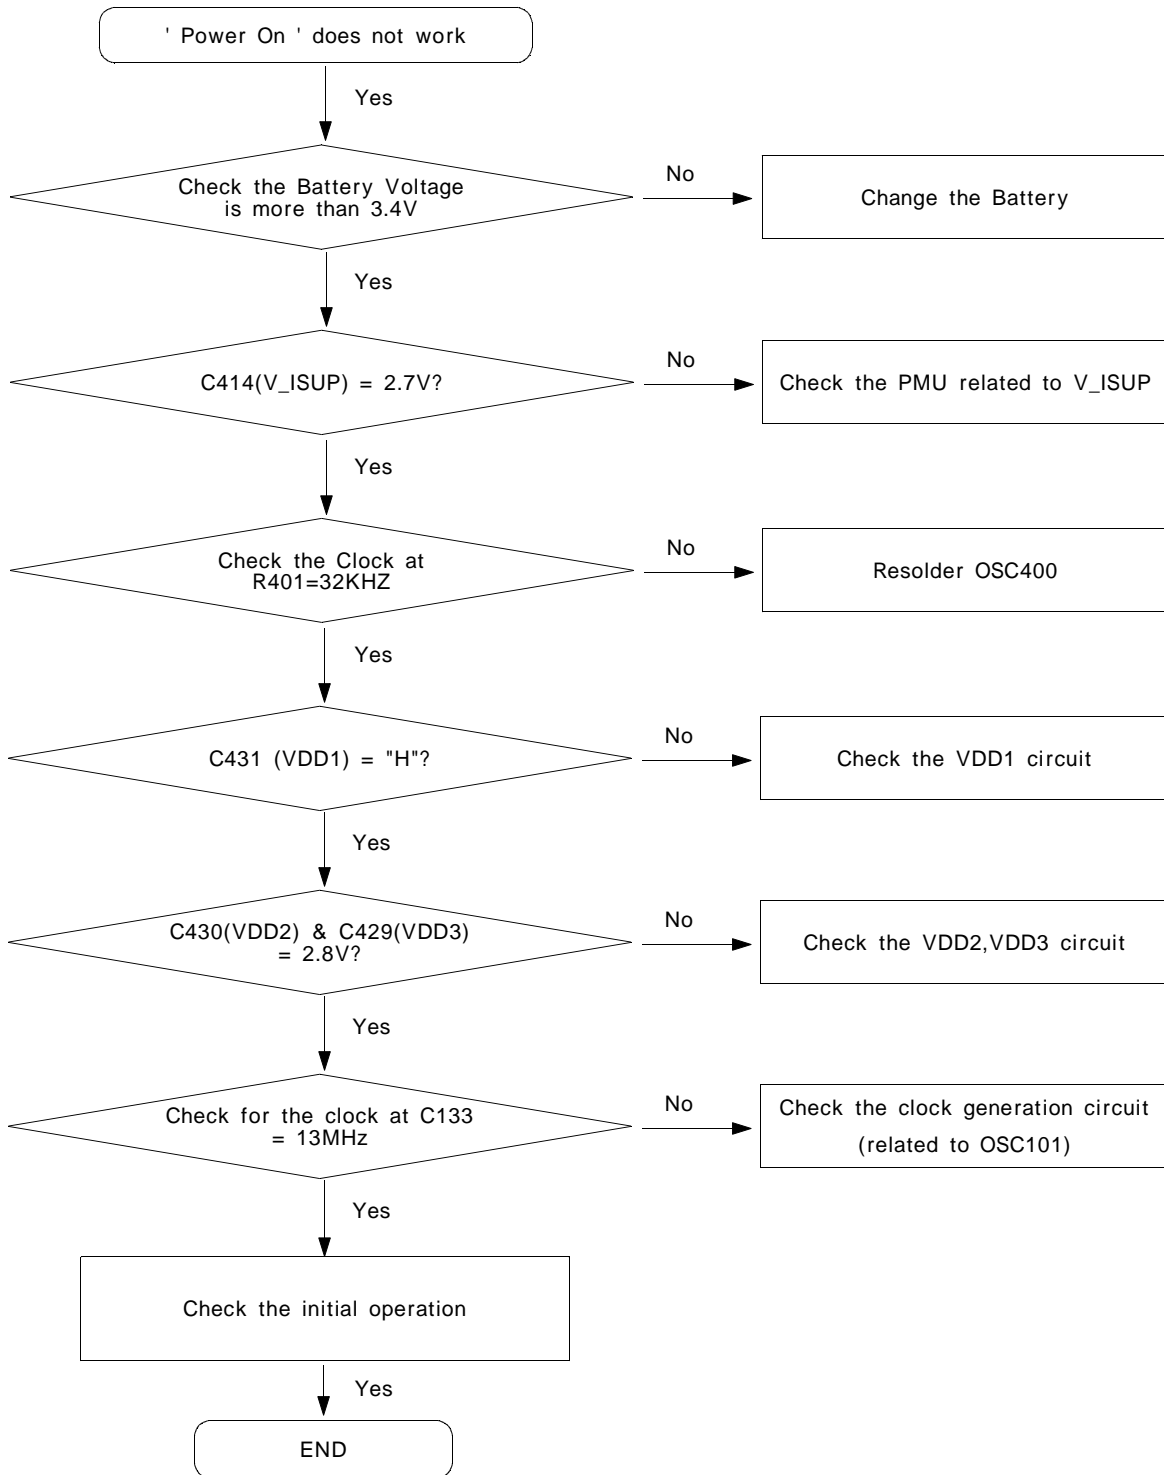 ' Power On ' does not work
Yes
Check the Battery Voltage
is more than 3.4V
No
Change the Battery
Yes
C414(V_ISUP) = 2.7V?
No
Check the PMU related to V_ISUP
Yes
Check the Clock at
R401=32KHZ
No
Resolder OSC400
Yes
C431 (VDD1) = "H"?
No
Check the VDD1 circuit
Yes
C430(VDD2) & C429(VDD3)
= 2.8V?
No
Check the VDD2,VDD3 circuit
Yes
Check for the clock at C133
= 13MHz
No
Check the clock generation circuit
(related to OSC101)
Yes
Check the initial operation
Yes
END